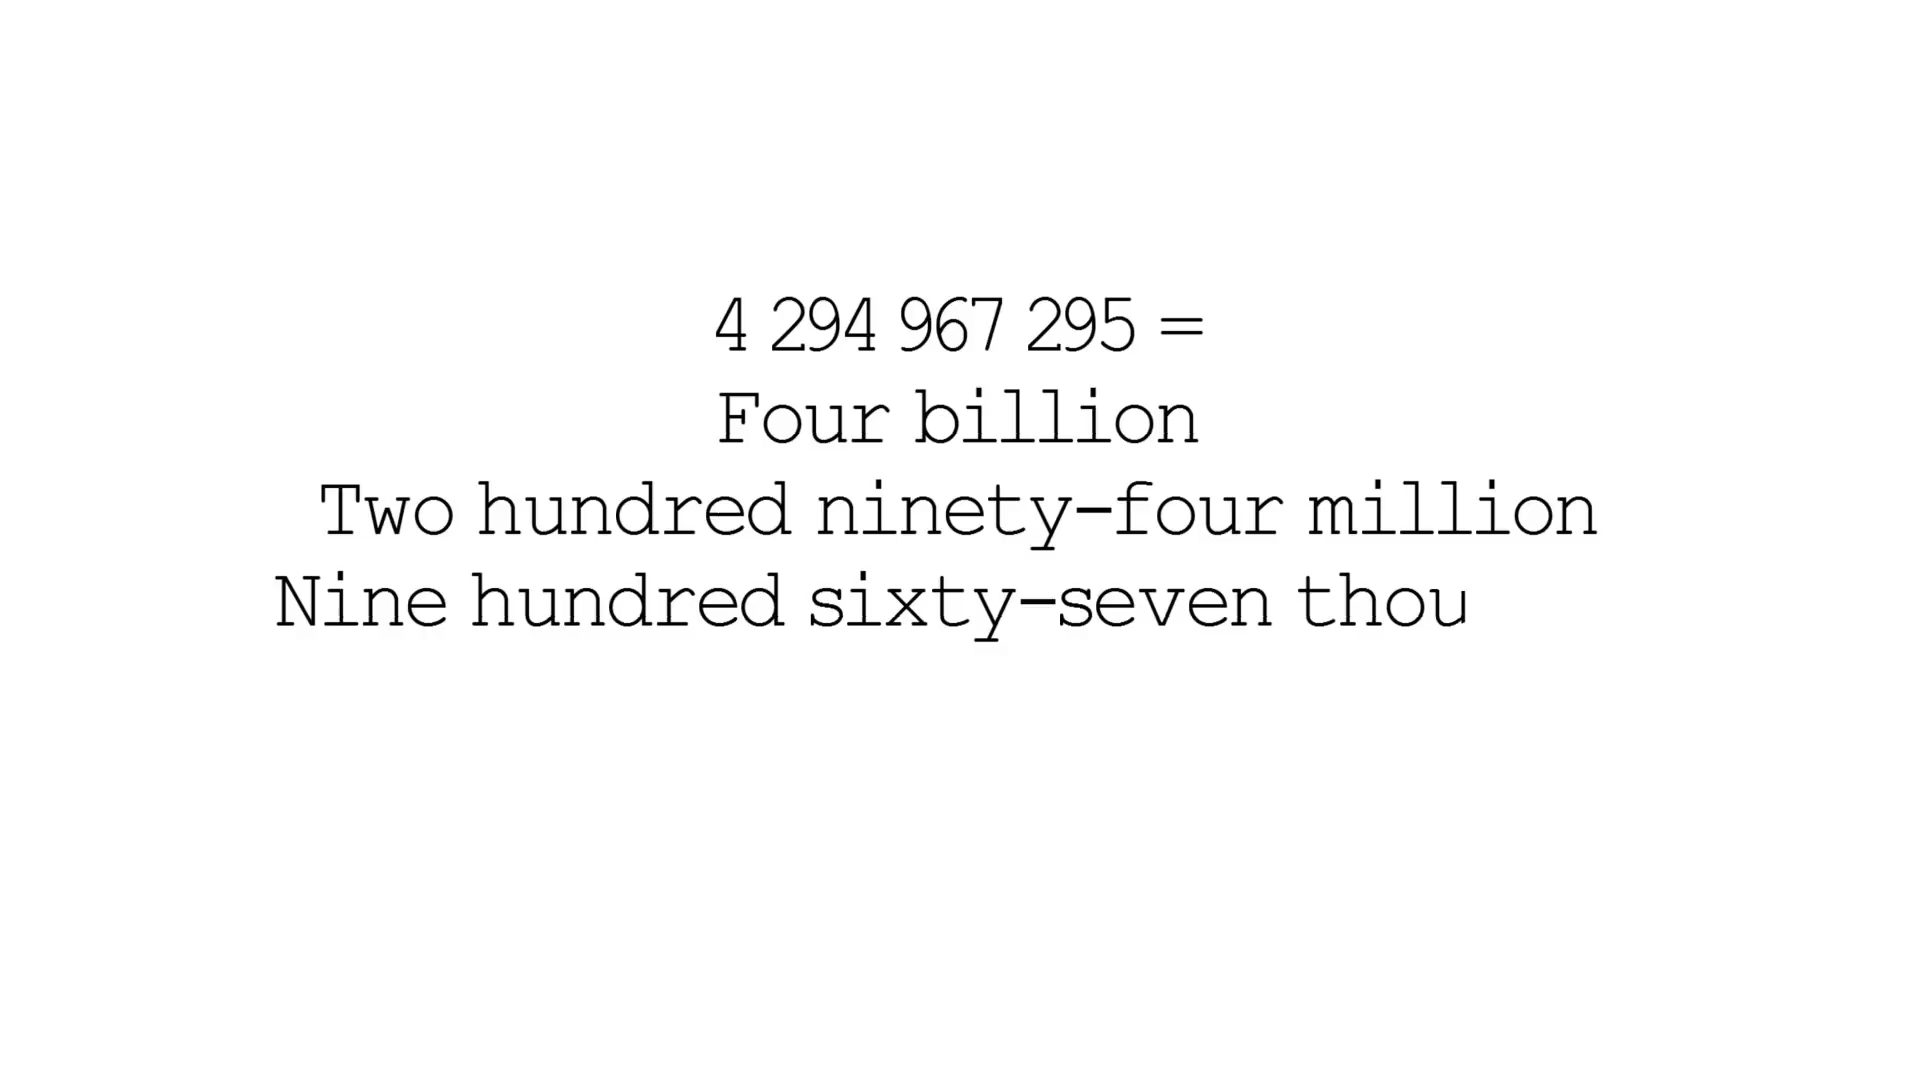 4 294 967 295 =
Four billion
Two hundred ninety-four million
Nine hundred sixty-seven thou